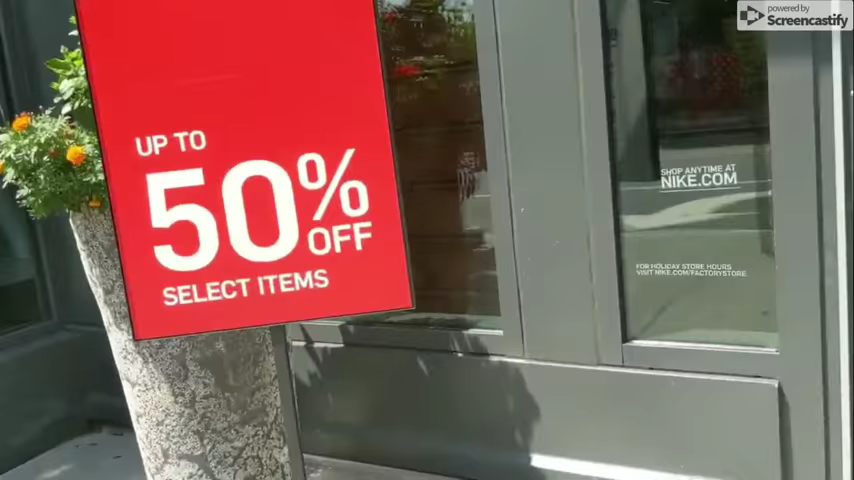 powered by
Screencastify
UP TO
50% OFF
SELECT ITEMS
SHOP ANYTIME AT
NIKE.COM
FOR HOLIDAY STORE HOURS
VISIT NIKE.COM/FACTORYSTORE